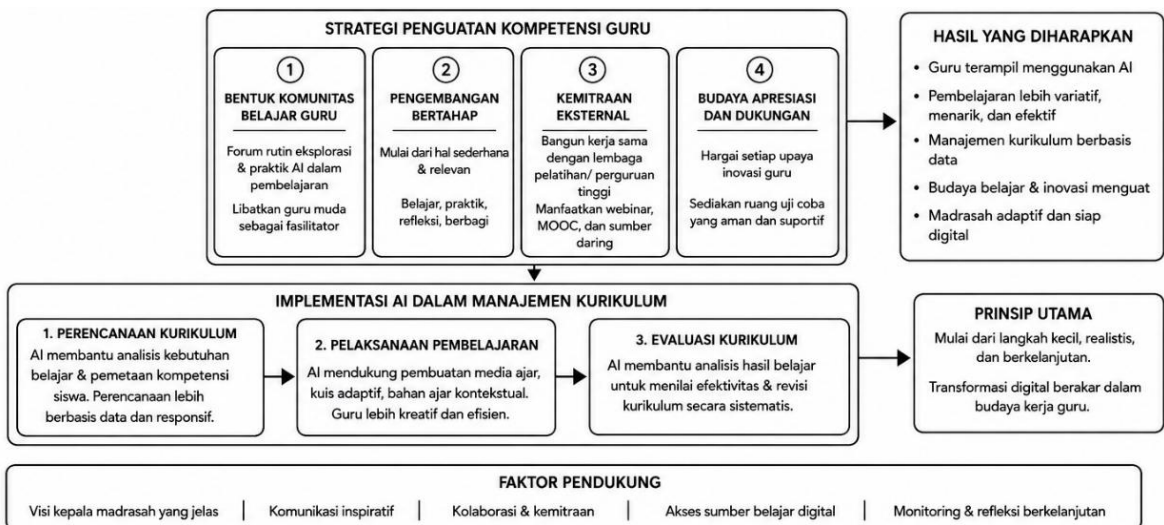 STRATEGI PENGUATAN KOMPETENSI GURU
1
BENTUK KOMUNITAS
BELAJAR GURU
Forum rutin eksplorasi
& praktik AI dalam
pembelajaran
Libatkan guru muda
sebagai fasilitator
2
PENGEMBANGAN
BERTAHAP
Mulai dari hal sederhana
& relevan
Belajar, praktik,
refleksi, berbagi
3
KEMITRAAN
EKSTERNAL
Bangun kerja sama
dengan lembaga
pelatihan/ perguruan
tinggi
Manfaatkan webinar,
MOOC, dan sumber
daring
4
BUDAYA APRESIASI
DAN DUKUNGAN
Hargai setiap upaya
inovasi guru
Sediakan ruang uji coba
yang aman dan suportif
HASIL YANG DIHARAPKAN
• Guru terampil menggunakan AI
• Pembelajaran lebih variatif,
menarik, dan efektif
• Manajemen kurikulum berbasis
data
• Budaya belajar & inovasi menguat
• Madrasah adaptif dan siap
digital
IMPLEMENTASI AI DALAM MANAJEMEN KURIKULUM
1. PERENCANAAN KURIKULUM
AI membantu analisis kebutuhan
belajar & pemetaan kompetensi
siswa. Perencanaan lebih
berbasis data dan responsif.
2. PELAKSANAAN PEMBELAJARAN
AI mendukung pembuatan media ajar,
kuis adaptif, bahan ajar kontekstual.
Guru lebih kreatif dan efisien.
3. EVALUASI KURIKULUM
AI membantu analisis hasil belajar
untuk menilai efektivitas & revisi
kurikulum secara sistematis.
PRINSIP UTAMA
Mulai dari langkah kecil, realistis,
dan berkelanjutan.
Transformasi digital berakar dalam
budaya kerja guru.
FAKTOR PENDUKUNG
Visi kepala madrasah yang jelas | Komunikasi inspiratif | Kolaborasi & kemitraan | Akses sumber belajar digital | Monitoring & refleksi berkelanjutan